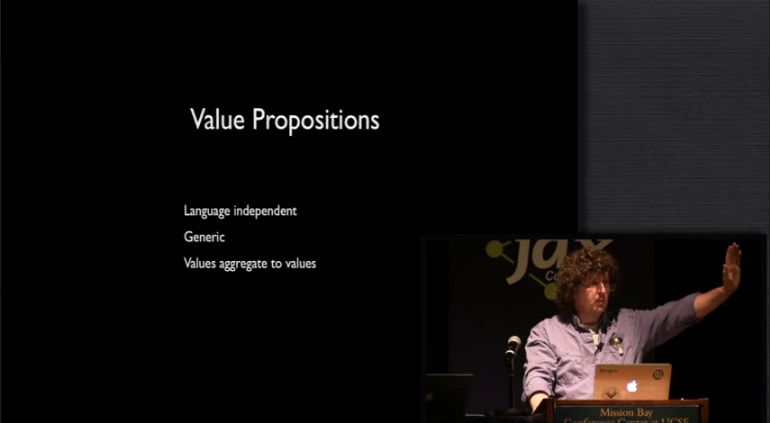 Value Propositions
Language independent
Generic
Values aggregate to values
jax
Mission Bay
Conference Center at UCSF